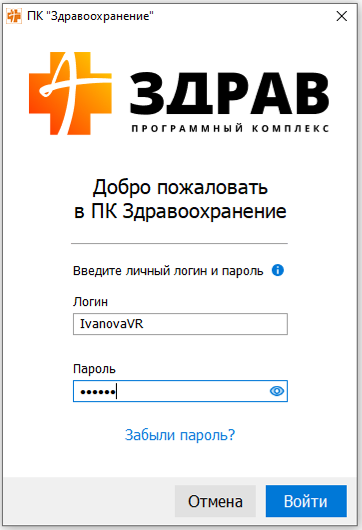 ПК "Здравоохранение"
ЗДРАВ
ПРОГРАММНЫЙ КОМПЛЕКС
Добро пожаловать
в ПК Здравоохранение
Введите личный логин и пароль
Логин
IvanovaVR
Пароль
••••••
Забыли пароль?
Отмена
Войти